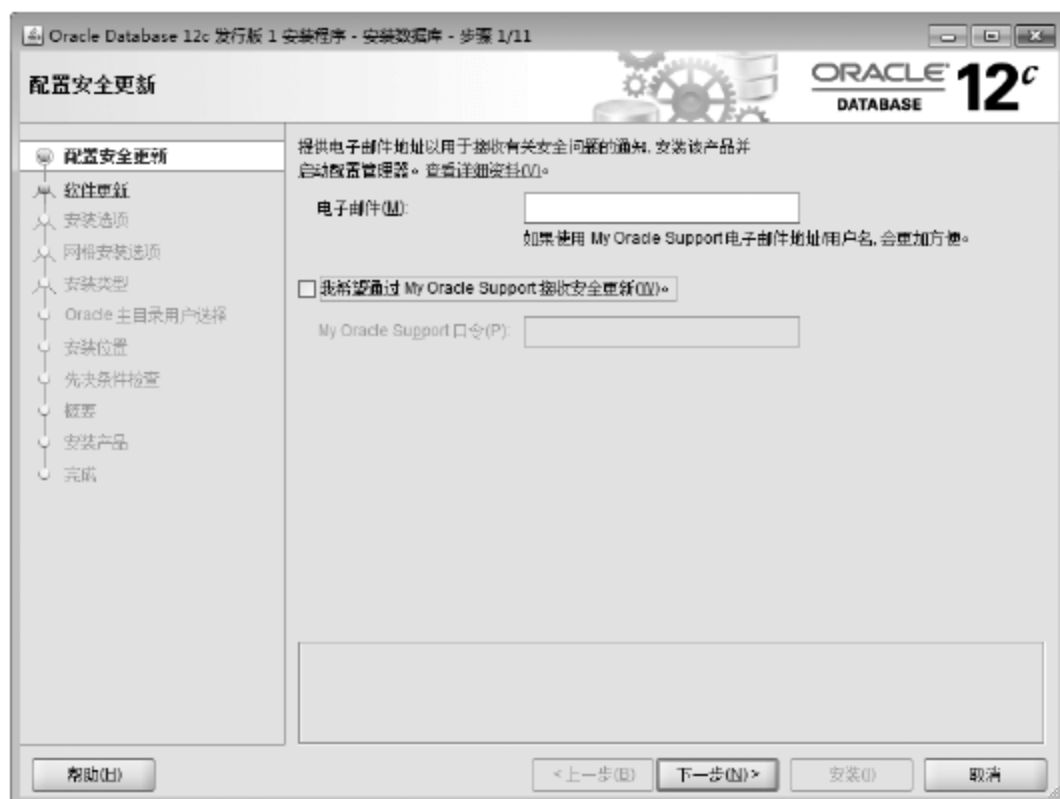 Oracle Database 12c 发行版 1 安装程序 - 安装数据库 - 步骤 1/11
配置安全更新
ORACLE
DATABASE
12c
配置安全更新
软件更新
安装选项
网格安装选项
安装类型
Oracle 主目录用户选择
安装位置
先决条件检查
概要
安装产品
完成
提供电子邮件地址以用于接收有关安全问题的通知, 安装该产品并
启动配置管理器。查看详细资料(V)。
电子邮件(M):
如果使用 My Oracle Support 电子邮件地址/用户名, 会更加方便。
我希望通过 My Oracle Support 接收安全更新(W)。
My Oracle Support 口令(P):
帮助(H)
<上一步(B)
下一步(N)>
安装(I)
取消